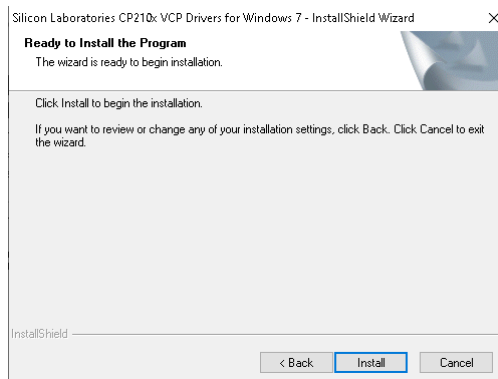 Silicon Laboratories CP210x VCP Drivers for Windows 7 - InstallShield Wizard
Ready to Install the Program
The wizard is ready to begin installation.
Click Install to begin the installation.
If you want to review or change any of your installation settings, click Back. Click Cancel to exit
the wizard.
InstallShield
< Back Install Cancel